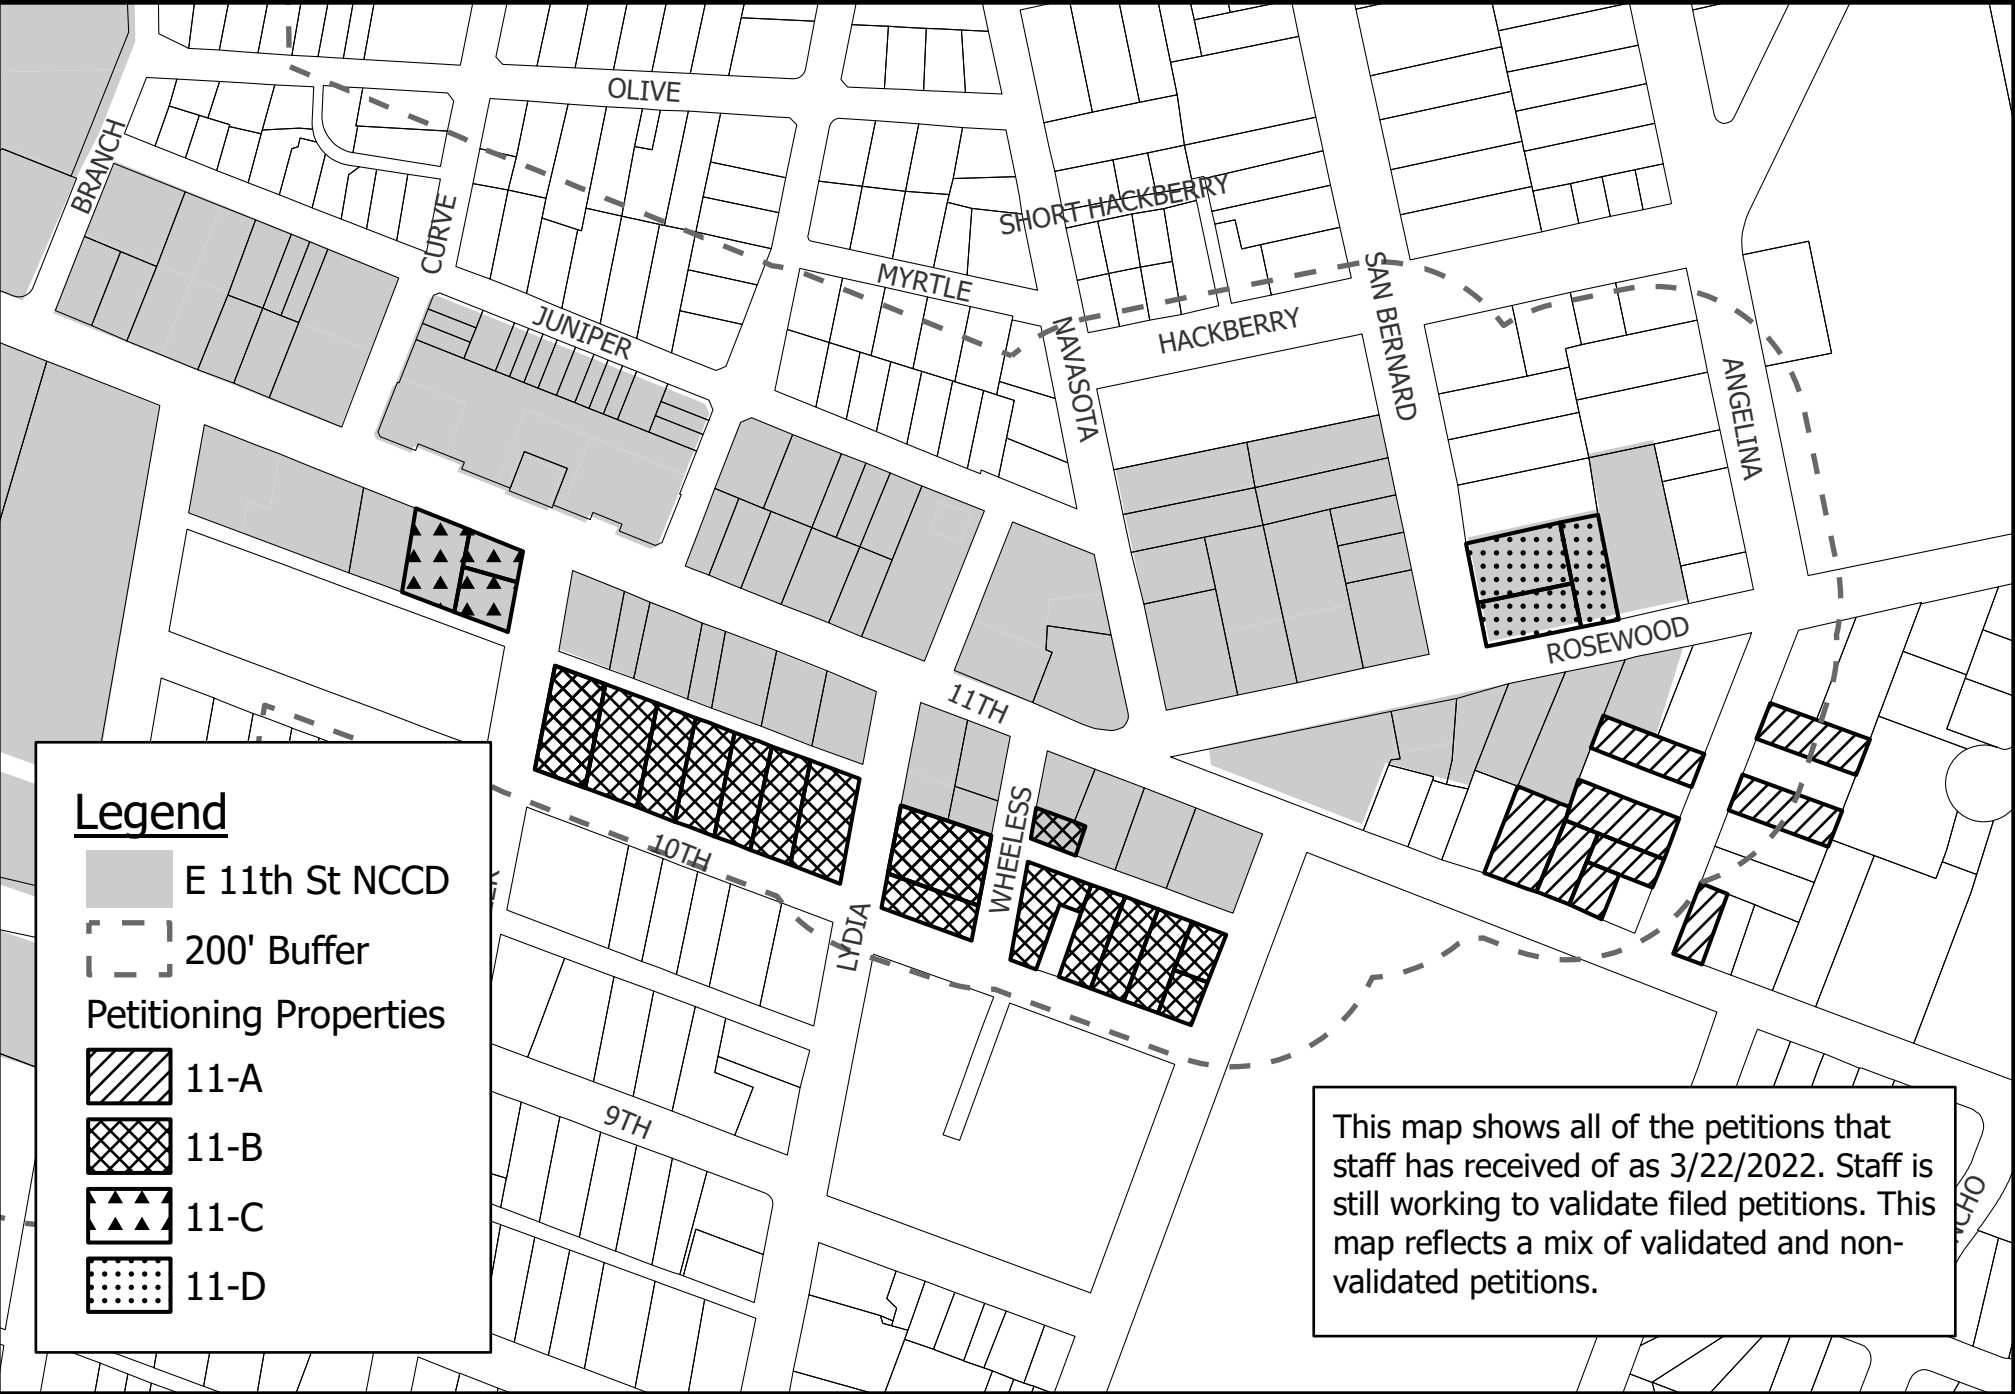 OLIVE
BRANCH
CURVE
SHORT HACKBERRY
MYRTLE
JUNIPER
NAVASOTA
HACKBERRY
SAN BERNARD
ANGELINA
ROSEWOOD
11TH
WHEELESS
10TH
LYDIA
9TH
Legend
E 11th St NCCD
200' Buffer
Petitioning Properties
11-A
11-B
11-C
11-D
This map shows all of the petitions that
staff has received of as 3/22/2022. Staff is
still working to validate filed petitions. This
map reflects a mix of validated and non-
validated petitions.